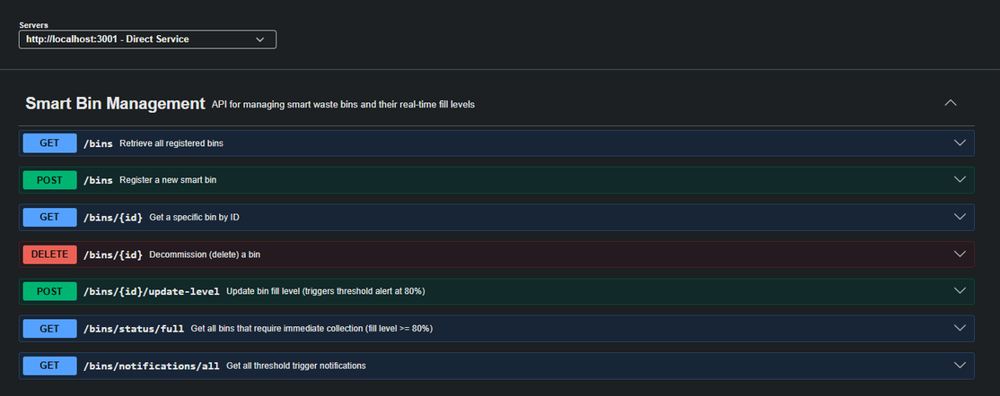 Servers
http://localhost:3001 - Direct Service
Smart Bin Management API for managing smart waste bins and their real-time fill levels
GET /bins Retrieve all registered bins
POST /bins Register a new smart bin
GET /bins/{id} Get a specific bin by ID
DELETE /bins/{id} Decommission (delete) a bin
POST /bins/{id}/update-level Update bin fill level (triggers threshold alert at 80%)
GET /bins/status/full Get all bins that require immediate collection (fill level >= 80%)
GET /bins/notifications/all Get all threshold trigger notifications